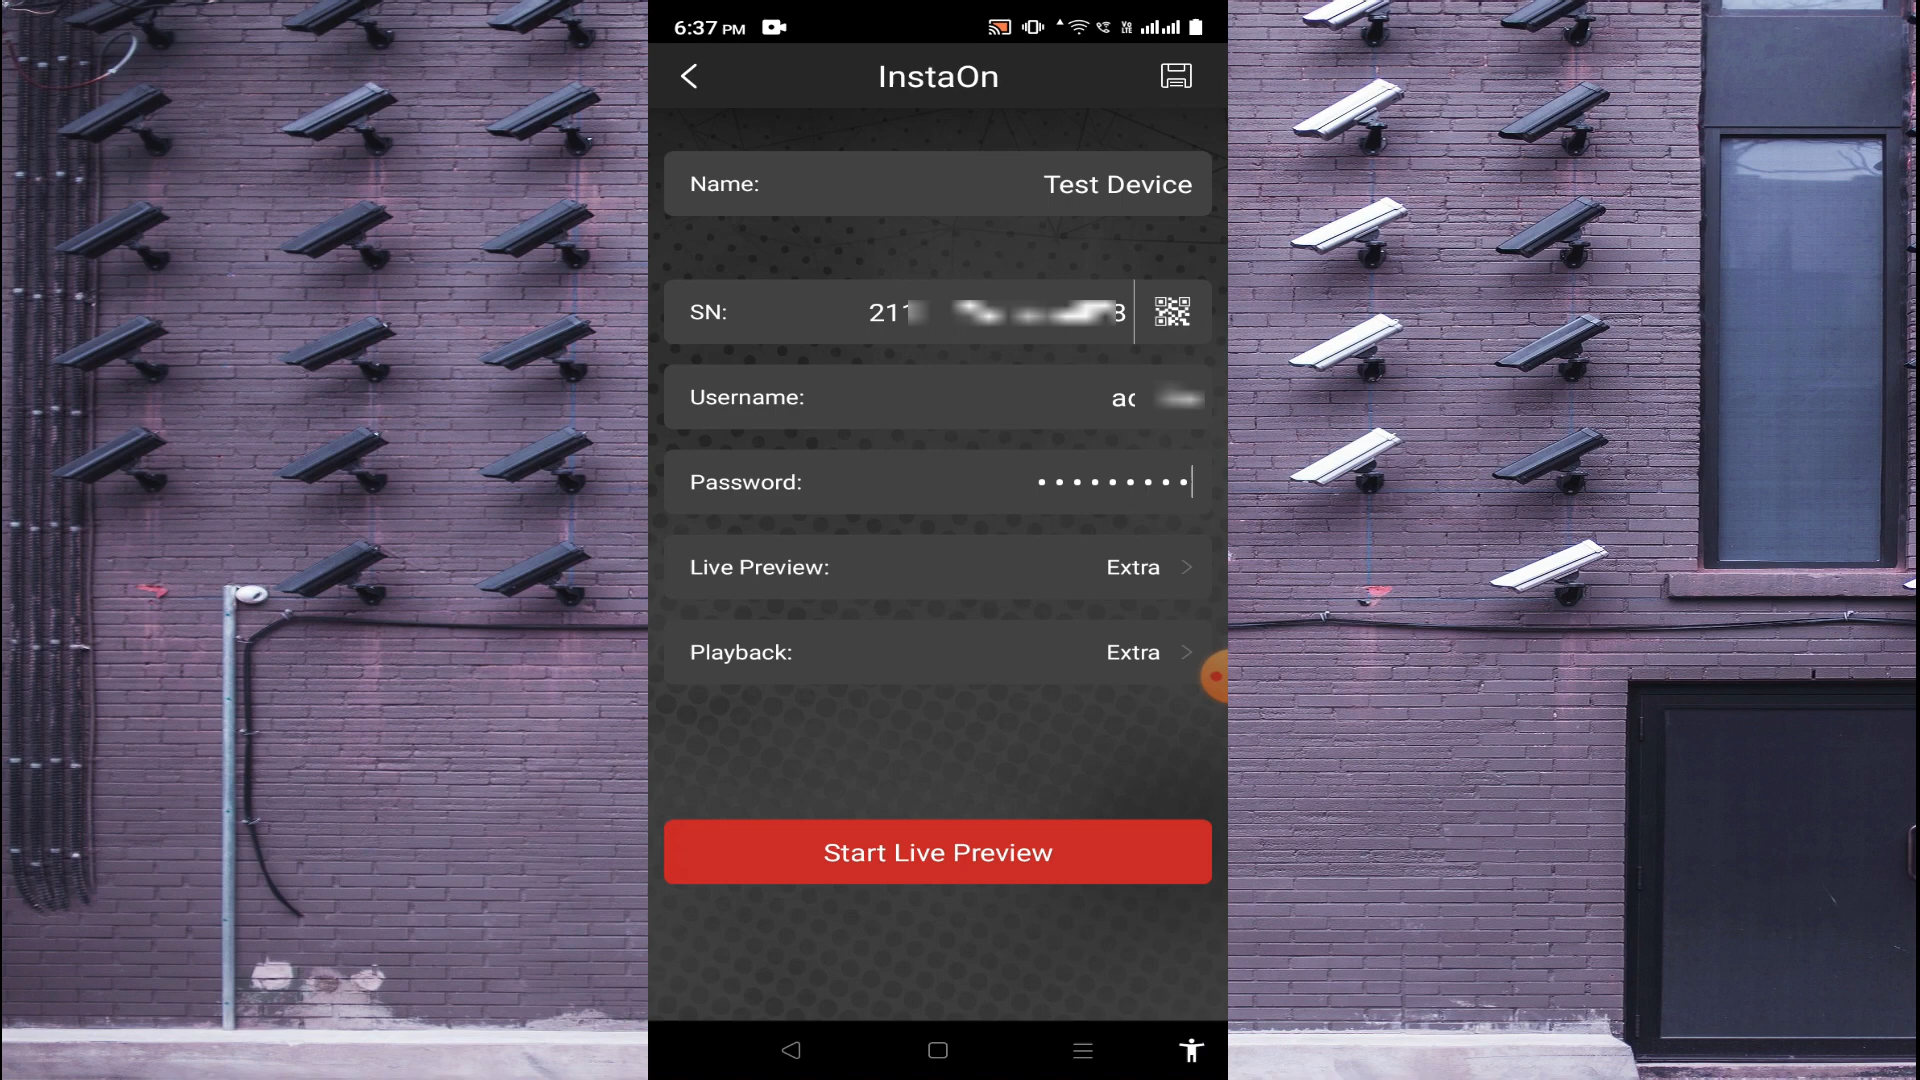 6:37 PM
InstaOn
Name: Test Device
SN:
Username:
Password: •••••••••
Live Preview: Extra
Playback: Extra
Start Live Preview